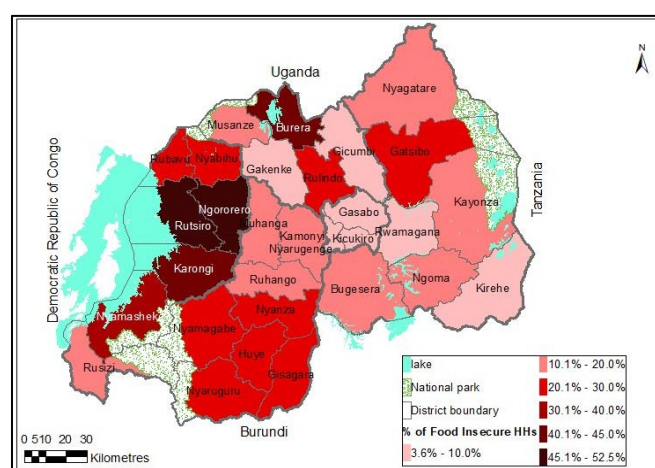 Uganda
N
Nyagatare
Musanze
Burera
Rubavu
Nyabihu
Gakenke
Gicumbi
Gatsibo
Rulindo
Democratic Republic of Congo
Ngororero
Rutsiro
Gasabo
Kayonza
Tanzania
Muhanga
Kicukiro
Rwamagana
Kamonyi
Nyarugenge
Karongi
Ruhango
Bugesera
Ngoma
Kirehe
Nyamashek
Nyamagabe
Nyanza
Huye
Rusizi
Nyaruguru
Gisagara
Burundi
0 5 10 20 30
Kilometres
lake
National park
District boundary
% of Food Insecure HHs
3.6% - 10.0%
10.1% - 20.0%
20.1% - 30.0%
30.1% - 40.0%
40.1% - 45.0%
45.1% - 52.5%